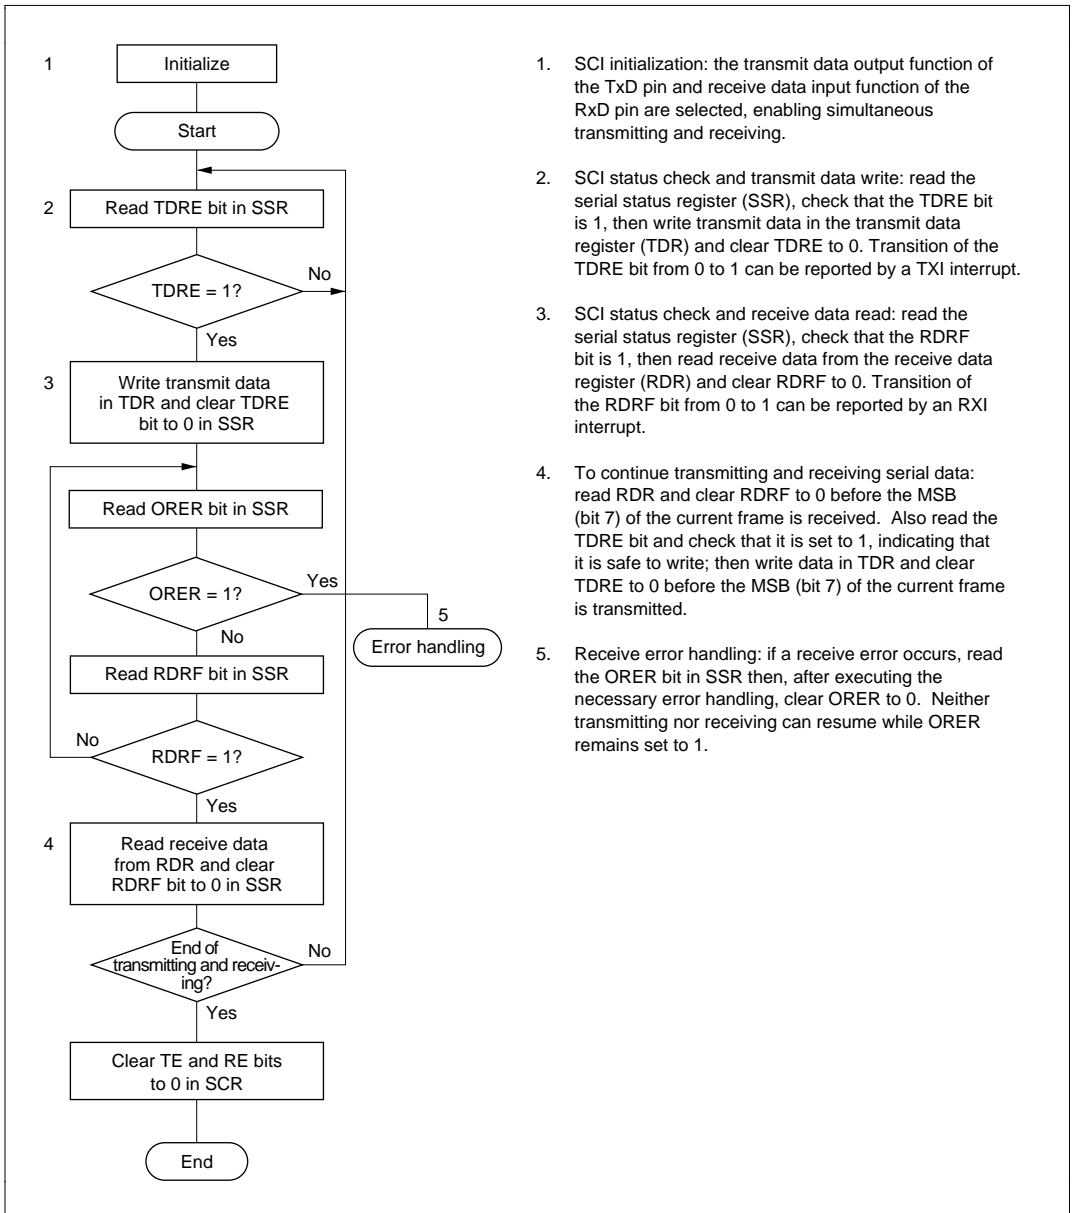 1
Initialize
Start
2
Read TDRE bit in SSR
TDRE = 1?
No
Yes
3
Write transmit data
in TDR and clear TDRE
bit to 0 in SSR
Read ORER bit in SSR
ORER = 1?
Yes
No
5
Error handling
Read RDRF bit in SSR
No
RDRF = 1?
Yes
4
Read receive data
from RDR and clear
RDRF bit to 0 in SSR
End of
transmitting and receiv-
ing?
No
Yes
Clear TE and RE bits
to 0 in SCR
End
1. SCI initialization: the transmit data output function of
the TxD pin and receive data input function of the
RxD pin are selected, enabling simultaneous
transmitting and receiving.
2. SCI status check and transmit data write: read the
serial status register (SSR), check that the TDRE bit
is 1, then write transmit data in the transmit data
register (TDR) and clear TDRE to 0. Transition of the
TDRE bit from 0 to 1 can be reported by a TXI interrupt.
3. SCI status check and receive data read: read the
serial status register (SSR), check that the RDRF
bit is 1, then read receive data from the receive data
register (RDR) and clear RDRF to 0. Transition of
the RDRF bit from 0 to 1 can be reported by an RXI
interrupt.
4. To continue transmitting and receiving serial data:
read RDR and clear RDRF to 0 before the MSB
(bit 7) of the current frame is received. Also read the
TDRE bit and check that it is set to 1, indicating that
it is safe to write; then write data in TDR and clear
TDRE to 0 before the MSB (bit 7) of the current frame
is transmitted.
5. Receive error handling: if a receive error occurs, read
the ORER bit in SSR then, after executing the
necessary error handling, clear ORER to 0. Neither
transmitting nor receiving can resume while ORER
remains set to 1.